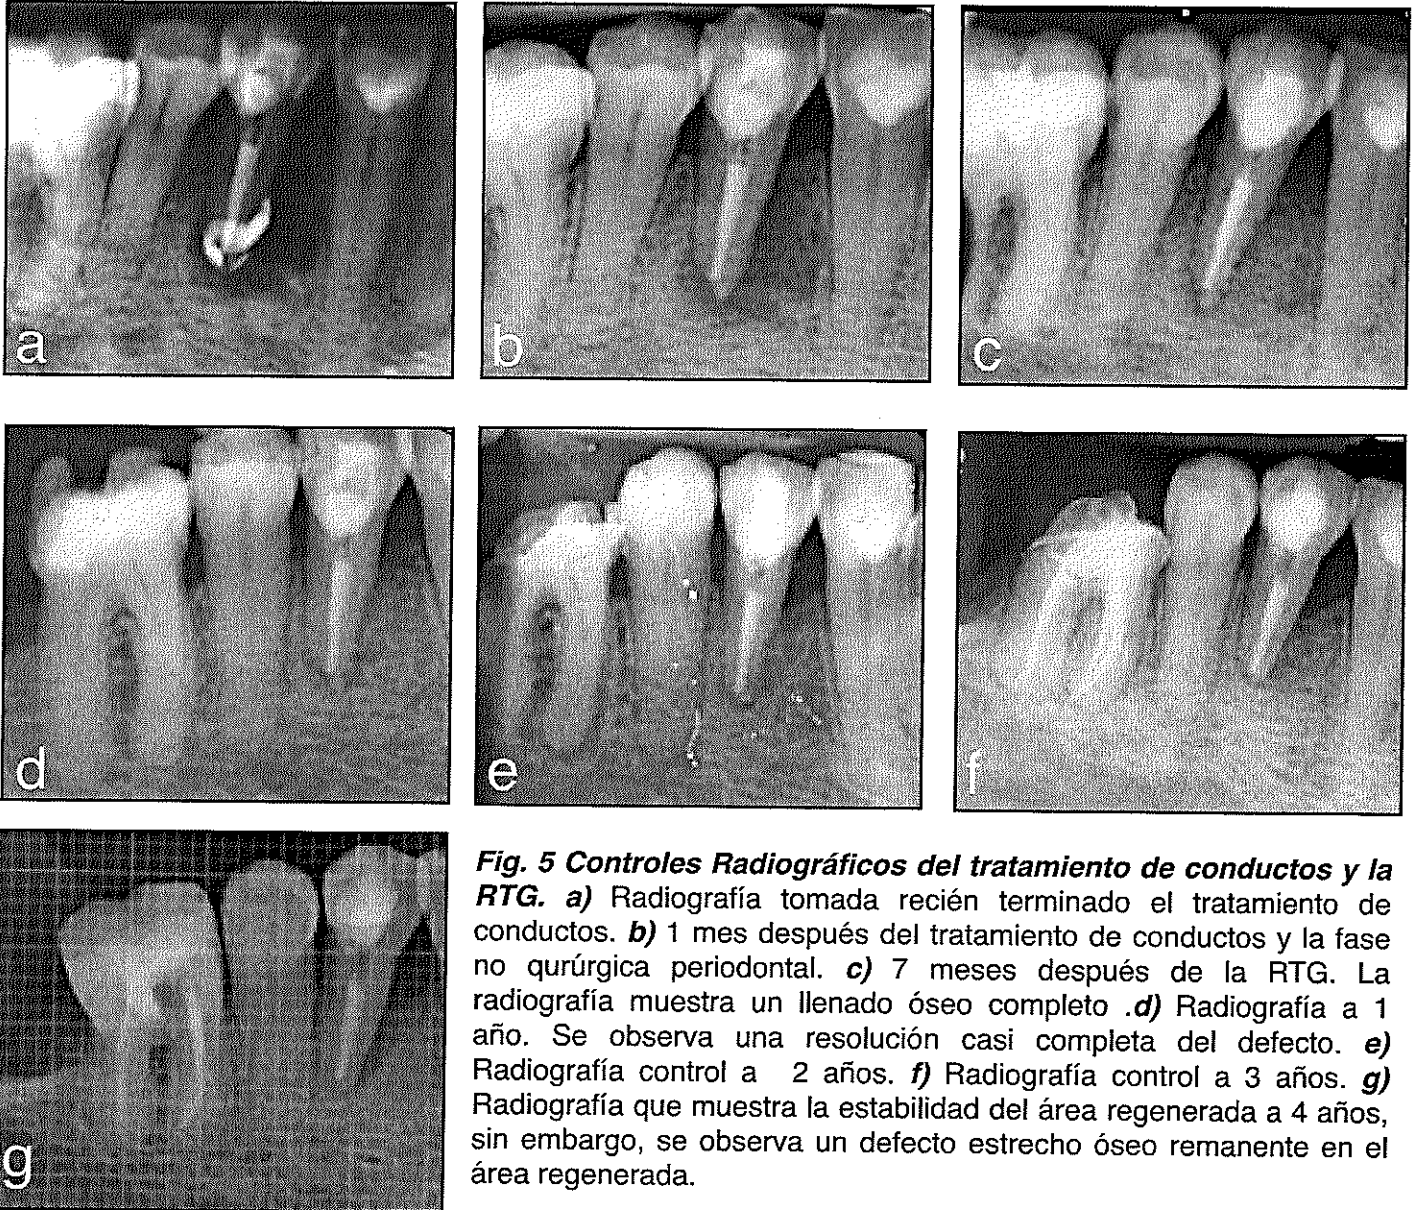 a
b
c
d
e
f
g
Fig. 5 Controles Radiográficos del tratamiento de conductos y la
RTG. a) Radiografía tomada recién terminado el tratamiento de
conductos. b) 1 mes después del tratamiento de conductos y la fase
no qurúrgica periodontal. c) 7 meses después de la RTG. La
radiografía muestra un llenado óseo completo .d) Radiografía a 1
año. Se observa una resolución casi completa del defecto. e)
Radiografía control a 2 años. f) Radiografía control a 3 años. g)
Radiografía que muestra la estabilidad del área regenerada a 4 años,
sin embargo, se observa un defecto estrecho óseo remanente en el
área regenerada.